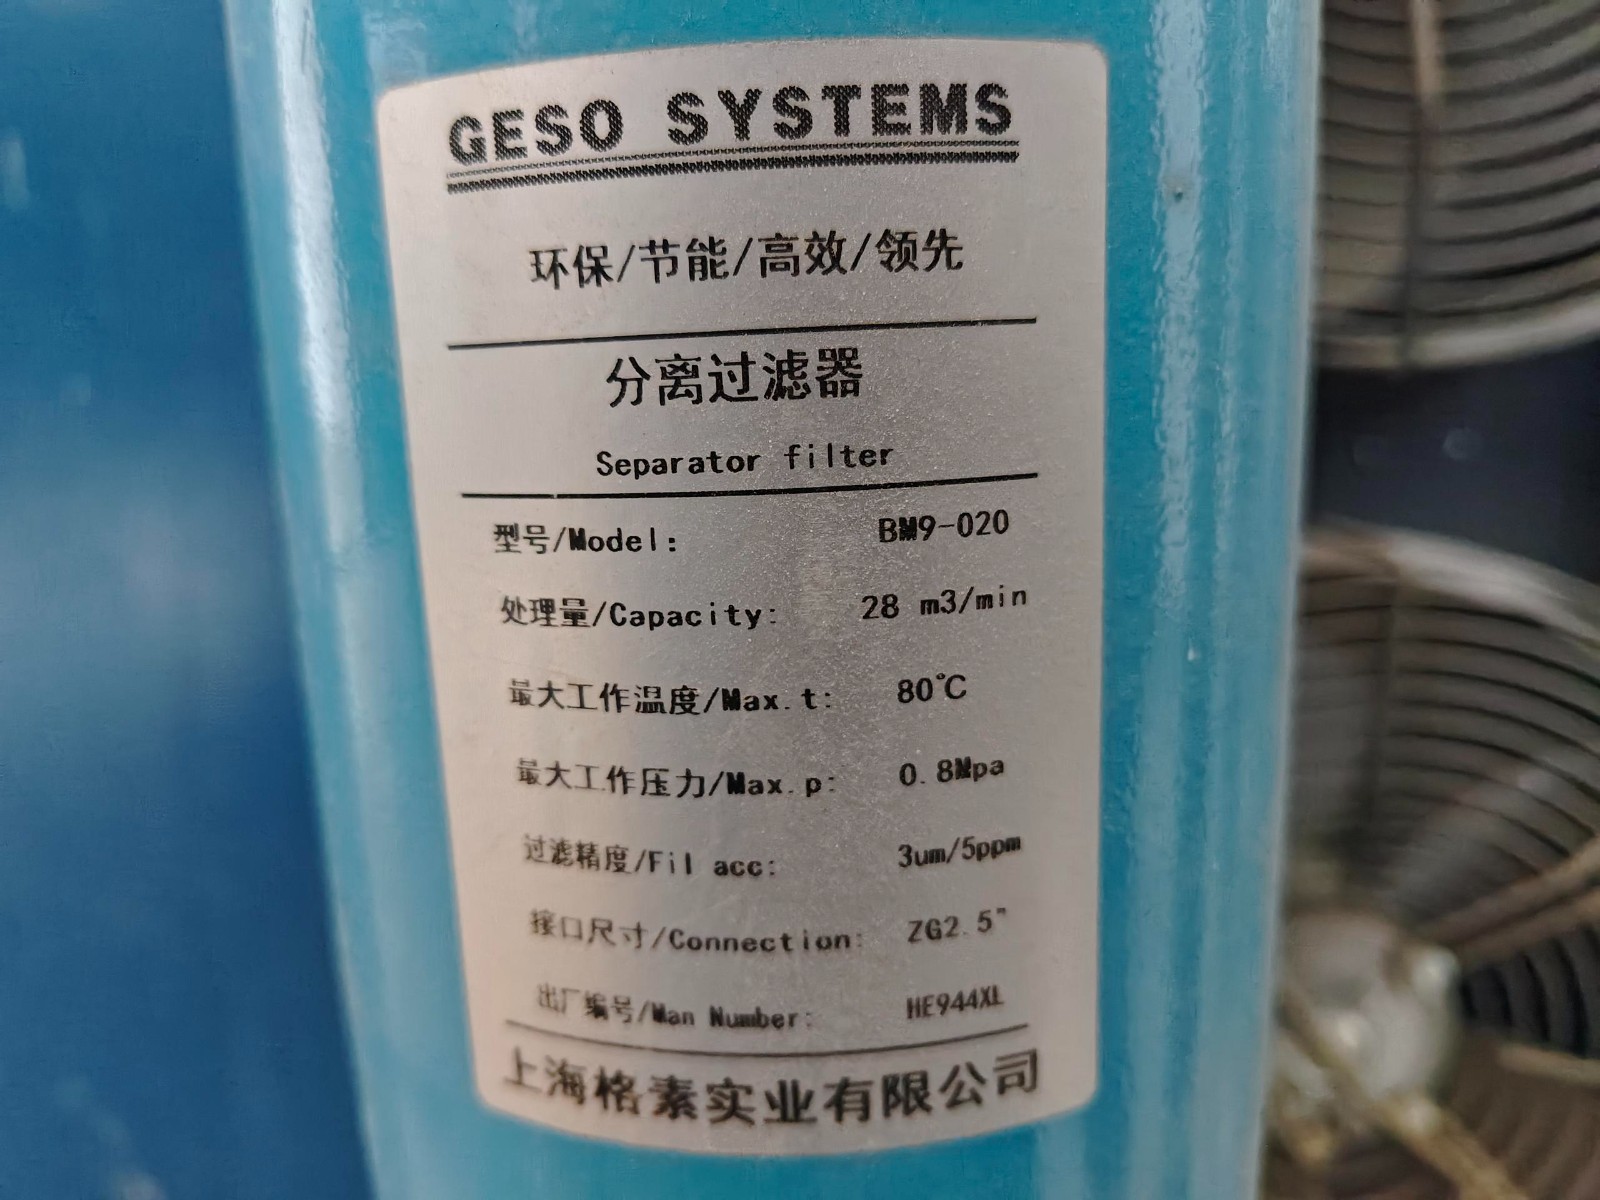 GESO SYSTEMS
环保/节能/高效/领先
分离过滤器
Separator filter
型号/Model: BM9-020
处理量/Capacity: 28 m3/min
最大工作温度/Max.t: 80℃
最大工作压力/Max.p: 0.8Mpa
过滤精度/Fil acc: 3um/5ppm
接口尺寸/Connection: ZG2.5"
出厂编号/Man Number: HE944XL
上海格素实业有限公司